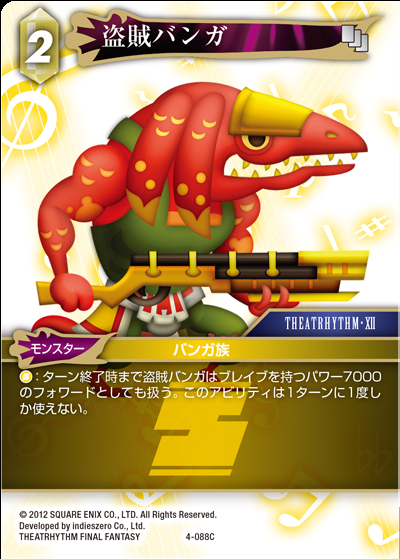 2
盗賊バンガ
THEATRHYTHM・XII
モンスター
バンガ族
：ターン終了時まで盗賊バンガはブレイブを持つパワー7000
のフォワードとしても扱う。このアビリティは1ターンに1度し
か使えない。
© 2012 SQUARE ENIX CO., LTD. All Rights Reserved.
Developed by indieszero Co., Ltd.
THEATRHYTHM FINAL FANTASY
4-088C